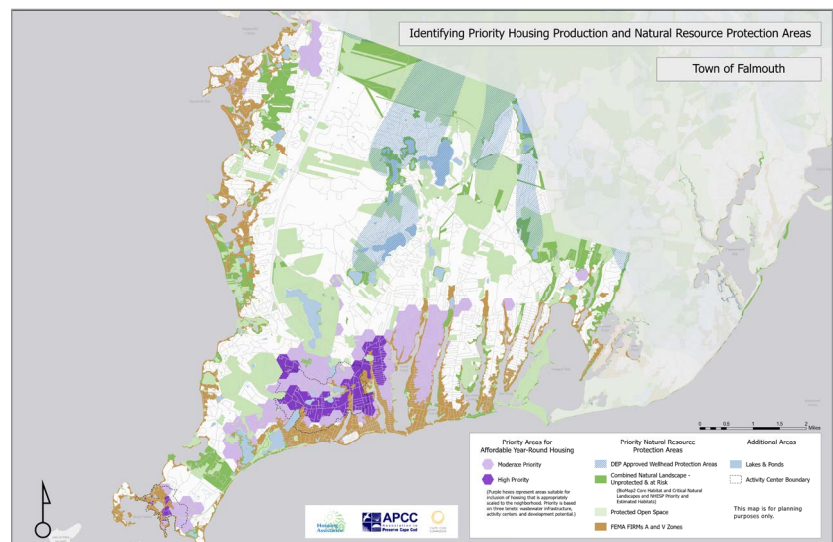 Identifying Priority Housing Production and Natural Resource Protection Areas
Town of Falmouth
0 0.5 1 1.5 2
Miles
Priority Areas for
Affordable Year-Round Housing
Moderate Priority
High Priority
(Purple hexes represent areas suitable for
inclusion of housing that is appropriately
scaled to the neighborhood. Priority is based
on three tenets: wastewater infrastructure,
activity centers and development potential.)
Priority Natural Resource
Protection Areas
DEP Approved Wellhead Protection Areas
Combined Natural Landscape -
Unprotected & at Risk
(BioMap2 Core Habitat and Critical Natural
Landscapes and NHESP Priority and
Estimated Habitats)
Protected Open Space
FEMA FIRMs A and V Zones
Additional Areas
Lakes & Ponds
Activity Center Boundary
This map is for planning
purposes only.
Housing
Assistance
APCC
Association to
Preserve Cape Cod
CAPE COD
COMMISSION